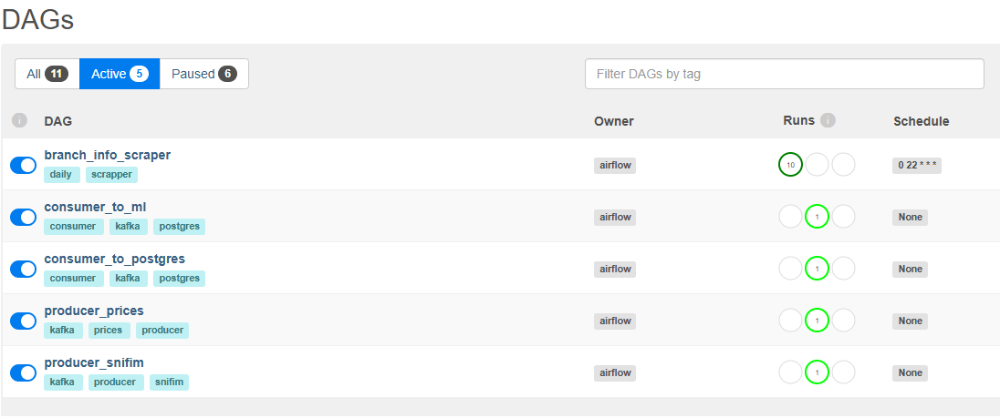 DAGs
All 11 Active 5 Paused 6 Filter DAGs by tag
i DAG Owner Runs i Schedule
branch_info_scraper
daily scrapper airflow 10 0 22 * * *
consumer_to_ml
consumer kafka postgres airflow 1 None
consumer_to_postgres
consumer kafka postgres airflow 1 None
producer_prices
kafka prices producer airflow 1 None
producer_snifim
kafka producer snifim airflow 1 None